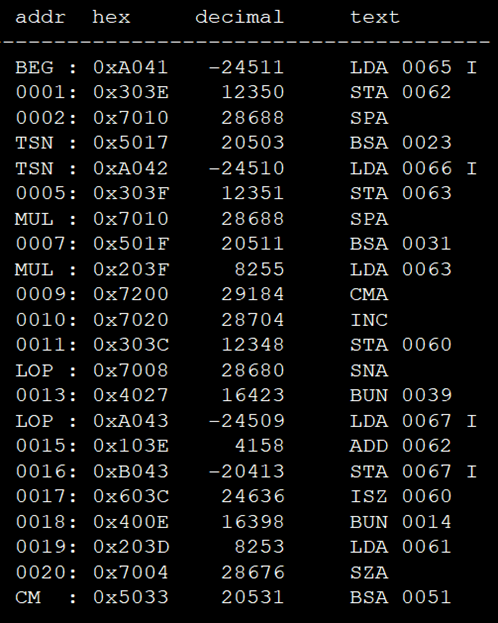 addr hex decimal text
-----------------------------------------
BEG : 0xA041 -24511 LDA 0065 I
0001: 0x303E 12350 STA 0062
0002: 0x7010 28688 SPA
TSN : 0x5017 20503 BSA 0023
TSN : 0xA042 -24510 LDA 0066 I
0005: 0x303F 12351 STA 0063
MUL : 0x7010 28688 SPA
0007: 0x501F 20511 BSA 0031
MUL : 0x203F 8255 LDA 0063
0009: 0x7200 29184 CMA
0010: 0x7020 28704 INC
0011: 0x303C 12348 STA 0060
LOP : 0x7008 28680 SNA
0013: 0x4027 16423 BUN 0039
LOP : 0xA043 -24509 LDA 0067 I
0015: 0x103E 4158 ADD 0062
0016: 0xB043 -20413 STA 0067 I
0017: 0x603C 24636 ISZ 0060
0018: 0x400E 16398 BUN 0014
0019: 0x203D 8253 LDA 0061
0020: 0x7004 28676 SZA
CM : 0x5033 20531 BSA 0051